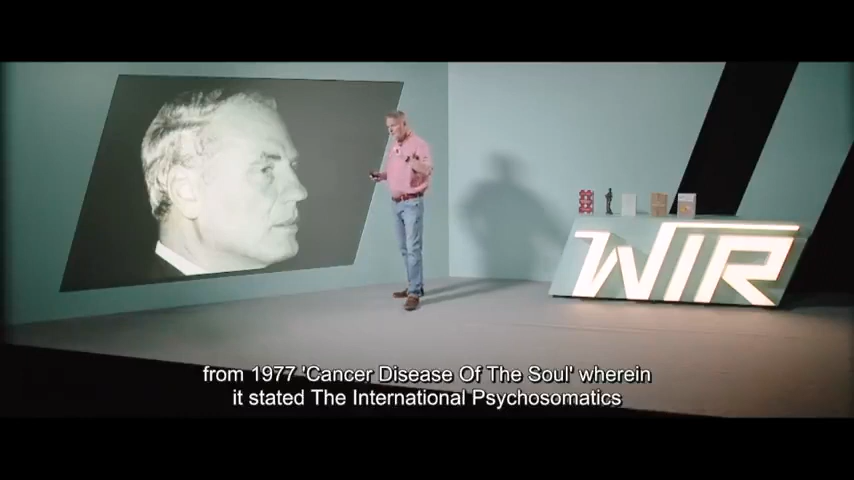 WIR
from 1977 'Cancer Disease Of The Soul' wherein
it stated The International Psychosomatics